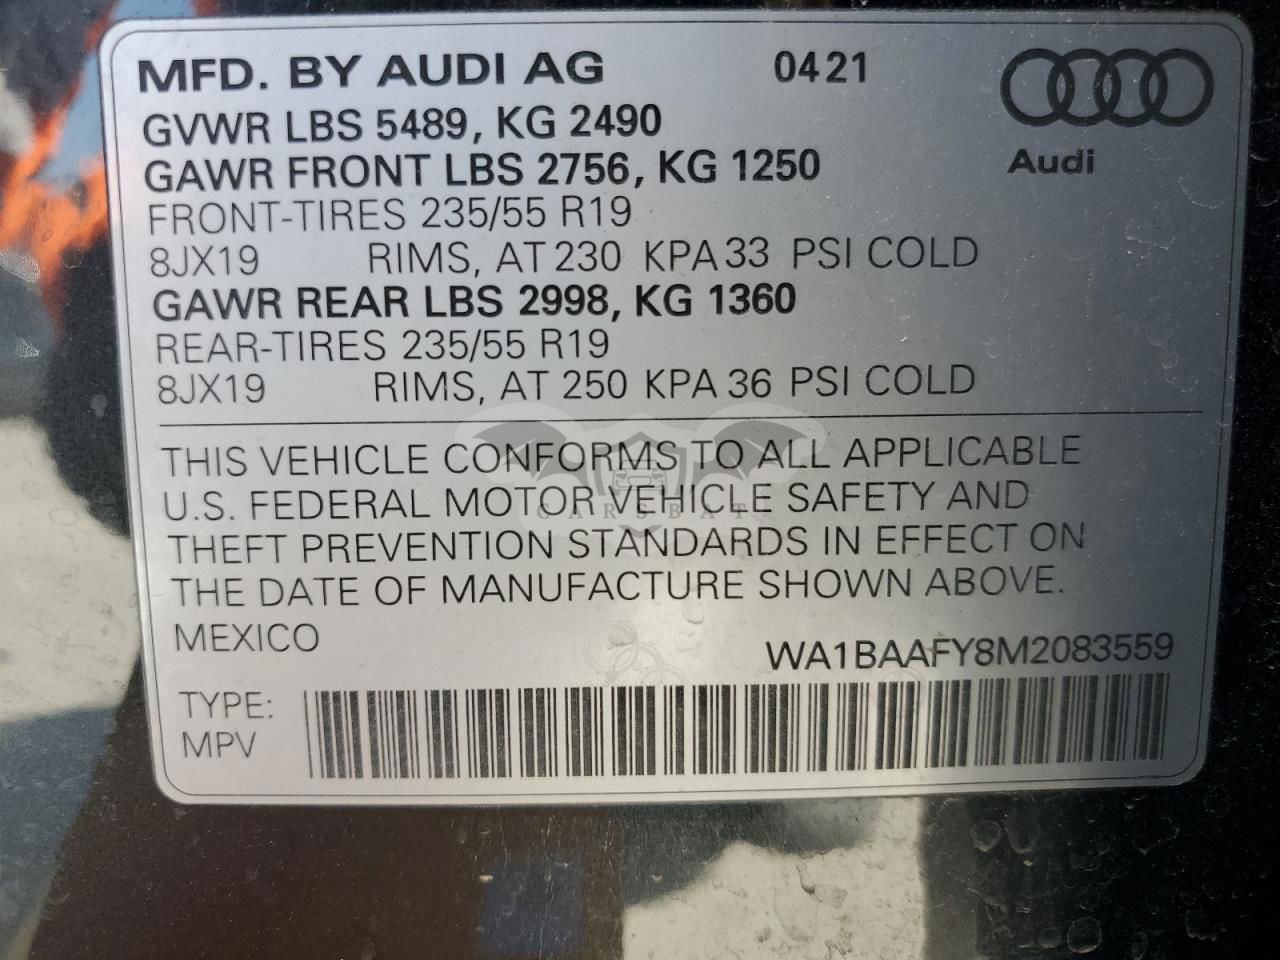 MFD. BY AUDI AG 0421
GVWR LBS 5489, KG 2490
GAWR FRONT LBS 2756, KG 1250
Audi
FRONT-TIRES 235/55 R19
8JX19 RIMS, AT 230 KPA 33 PSI COLD
GAWR REAR LBS 2998, KG 1360
REAR-TIRES 235/55 R19
8JX19 RIMS, AT 250 KPA 36 PSI COLD
THIS VEHICLE CONFORMS TO ALL APPLICABLE
U.S. FEDERAL MOTOR VEHICLE SAFETY AND
CARSBAT
THEFT PREVENTION STANDARDS IN EFFECT ON
THE DATE OF MANUFACTURE SHOWN ABOVE.
MEXICO
WA1BAAFY8M2083559
TYPE:
MPV